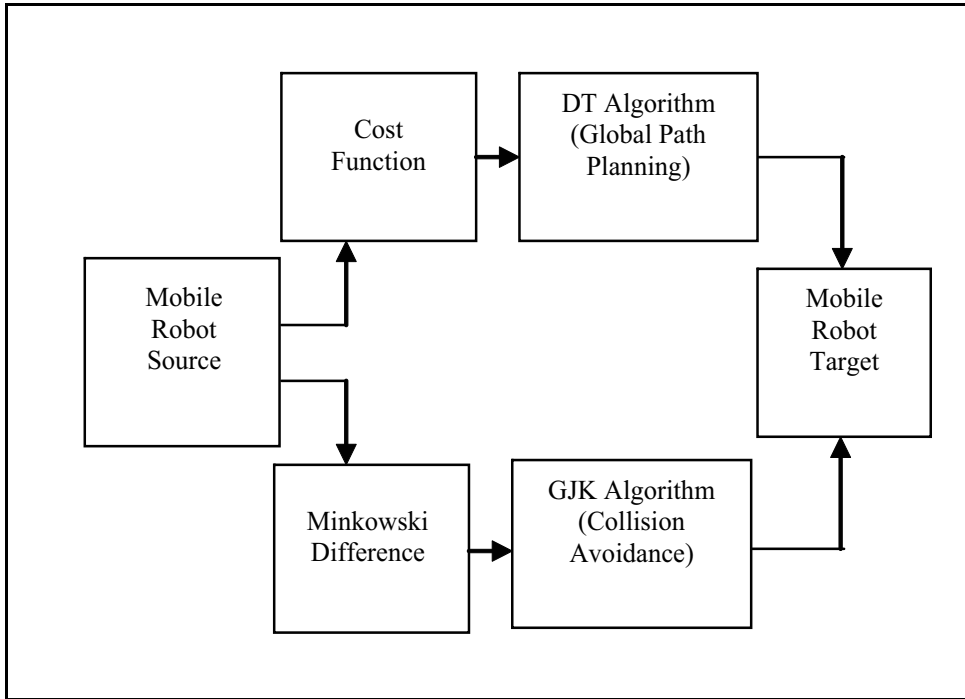 Cost
Function
DT Algorithm
(Global Path
Planning)
Mobile
Robot
Source
Mobile
Robot
Target
Minkowski
Difference
GJK Algorithm
(Collision
Avoidance)